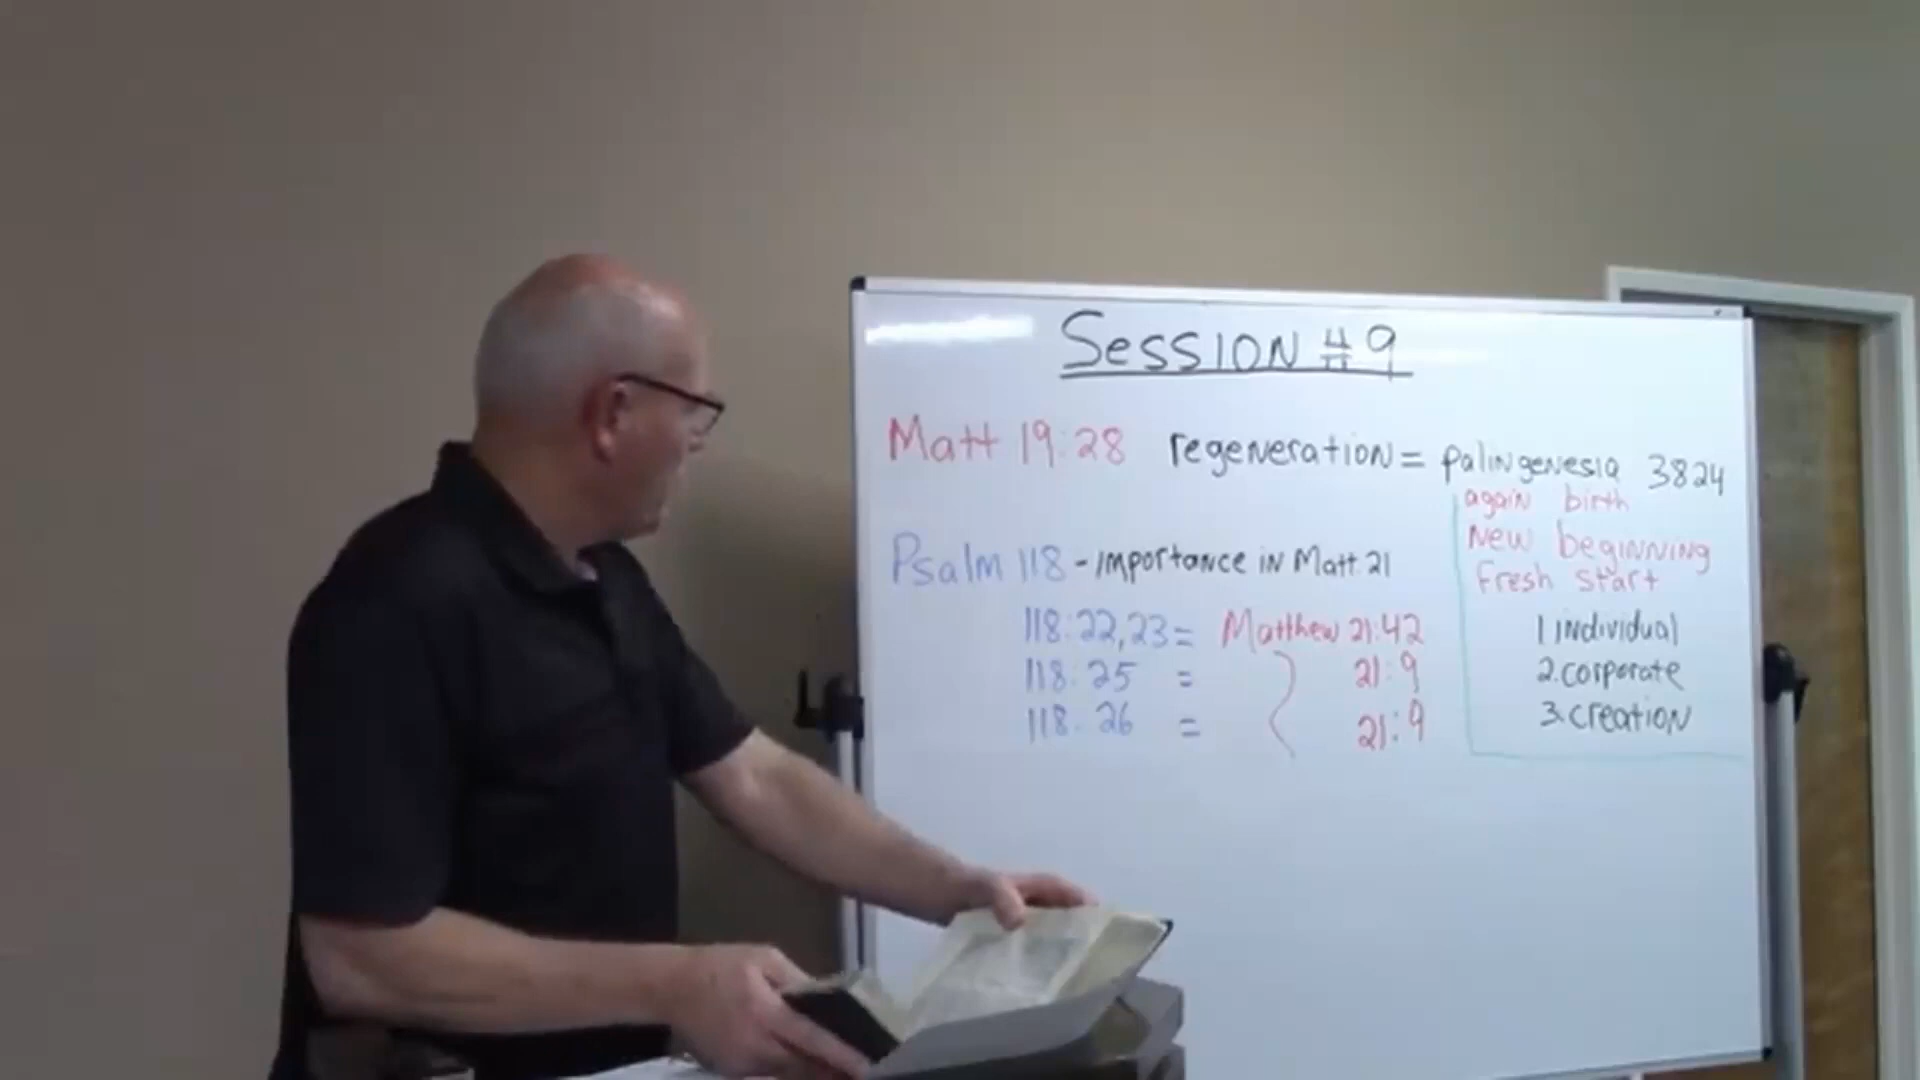 Session #9
Matt 19:28 regeneration = palingenesia 3824
again birth
New beginning
Fresh start
1 individual
2. corporate
3. creation
Psalm 118 - importance in Matt 21
118:22,23 = Matthew 21:42
118:25 = 21:9
118:26 = 21:9